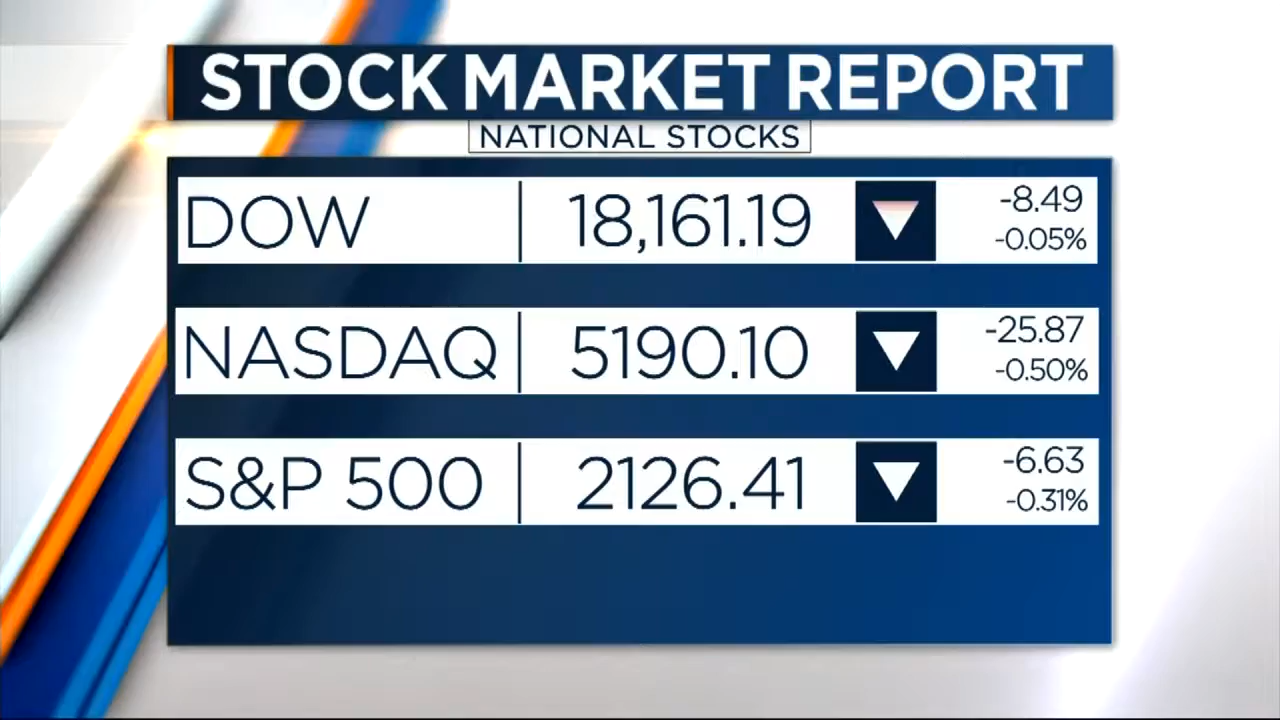 STOCK MARKET REPORT
NATIONAL STOCKS
DOW 18,161.19 -8.49
-0.05%
NASDAQ 5190.10 -25.87
-0.50%
S&P 500 2126.41 -6.63
-0.31%